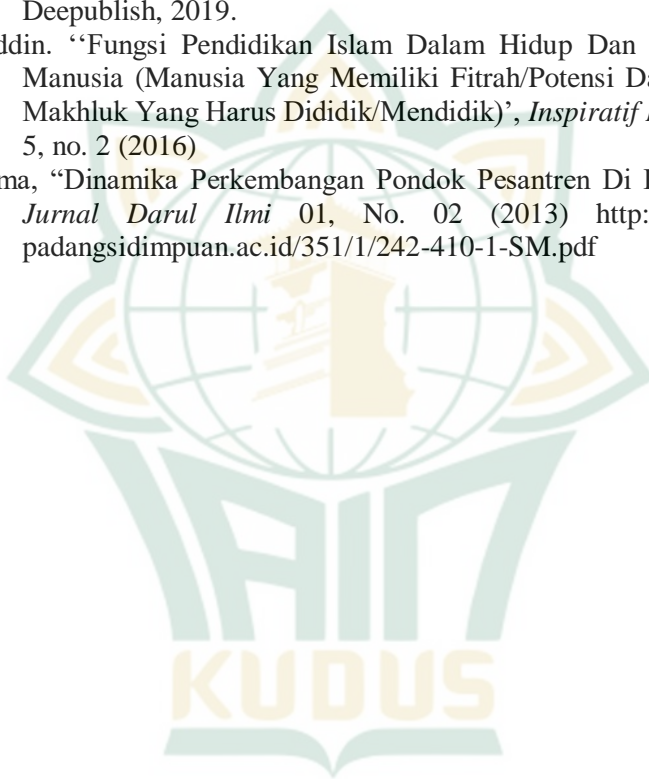 Deepublish, 2019.
ddin. ‘‘Fungsi Pendidikan Islam Dalam Hidup Dan
Manusia (Manusia Yang Memiliki Fitrah/Potensi Da
Makhluk Yang Harus Dididik/Mendidik)’, Inspiratif
5, no. 2 (2016)
ma, “Dinamika Perkembangan Pondok Pesantren Di
Jurnal Darul Ilmi 01, No. 02 (2013) http:
padangsidimpuan.ac.id/351/1/242-410-1-SM.pdf
IAIN
KUDUS